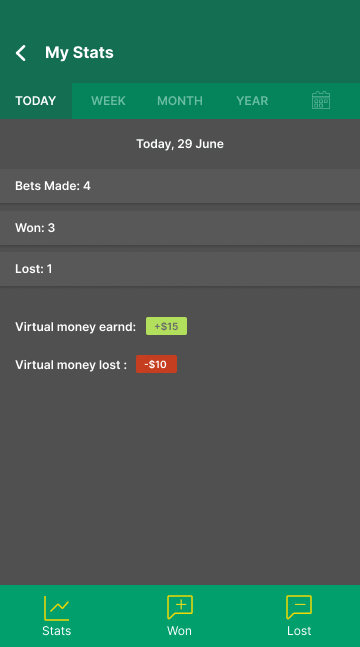 My Stats
TODAY WEEK MONTH YEAR
Today, 29 June
Bets Made: 4
Won: 3
Lost: 1
Virtual money earnd: +$15
Virtual money lost : -$10
Stats Won Lost